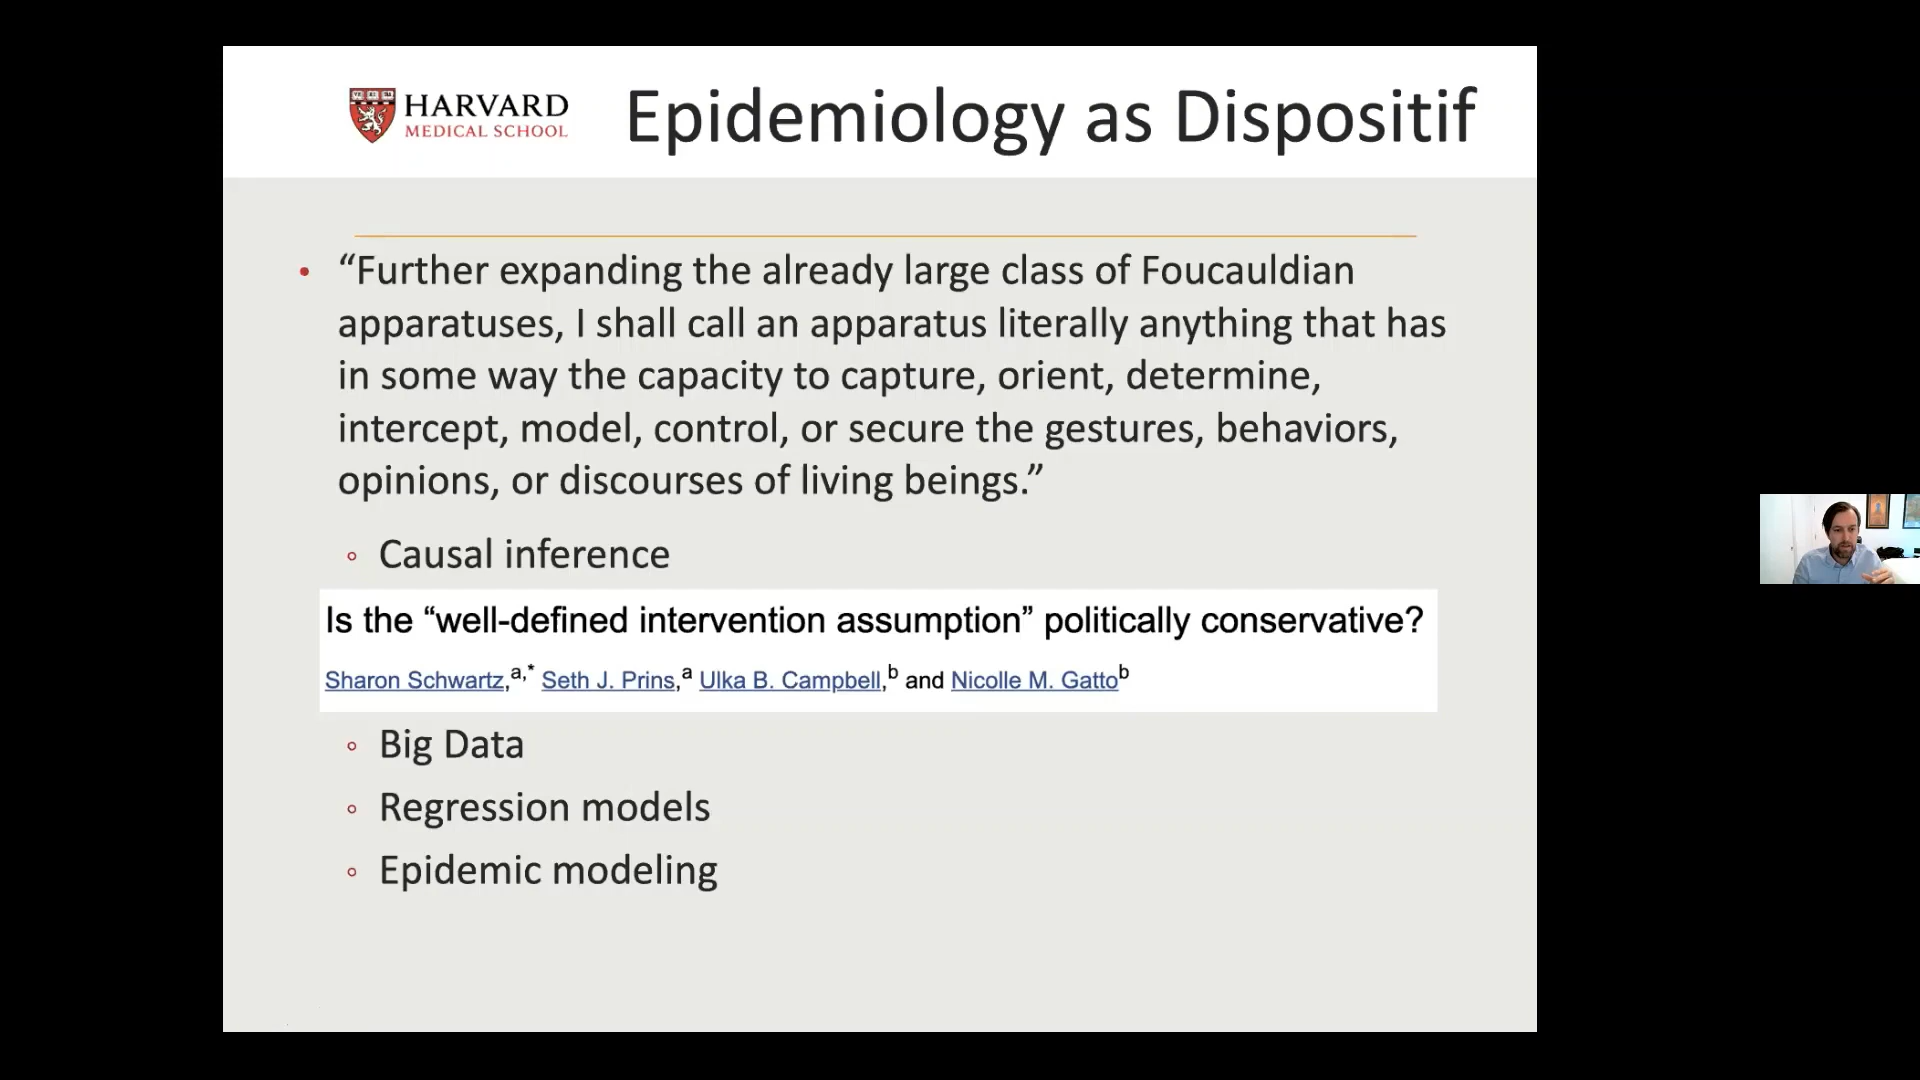 HARVARD
MEDICAL SCHOOL
Epidemiology as Dispositif
• “Further expanding the already large class of Foucauldian
apparatuses, I shall call an apparatus literally anything that has
in some way the capacity to capture, orient, determine,
intercept, model, control, or secure the gestures, behaviors,
opinions, or discourses of living beings.”
◦ Causal inference
Is the “well-defined intervention assumption” politically conservative?
Sharon Schwartz,a,* Seth J. Prins,a Ulka B. Campbell,b and Nicolle M. Gattob
◦ Big Data
◦ Regression models
◦ Epidemic modeling